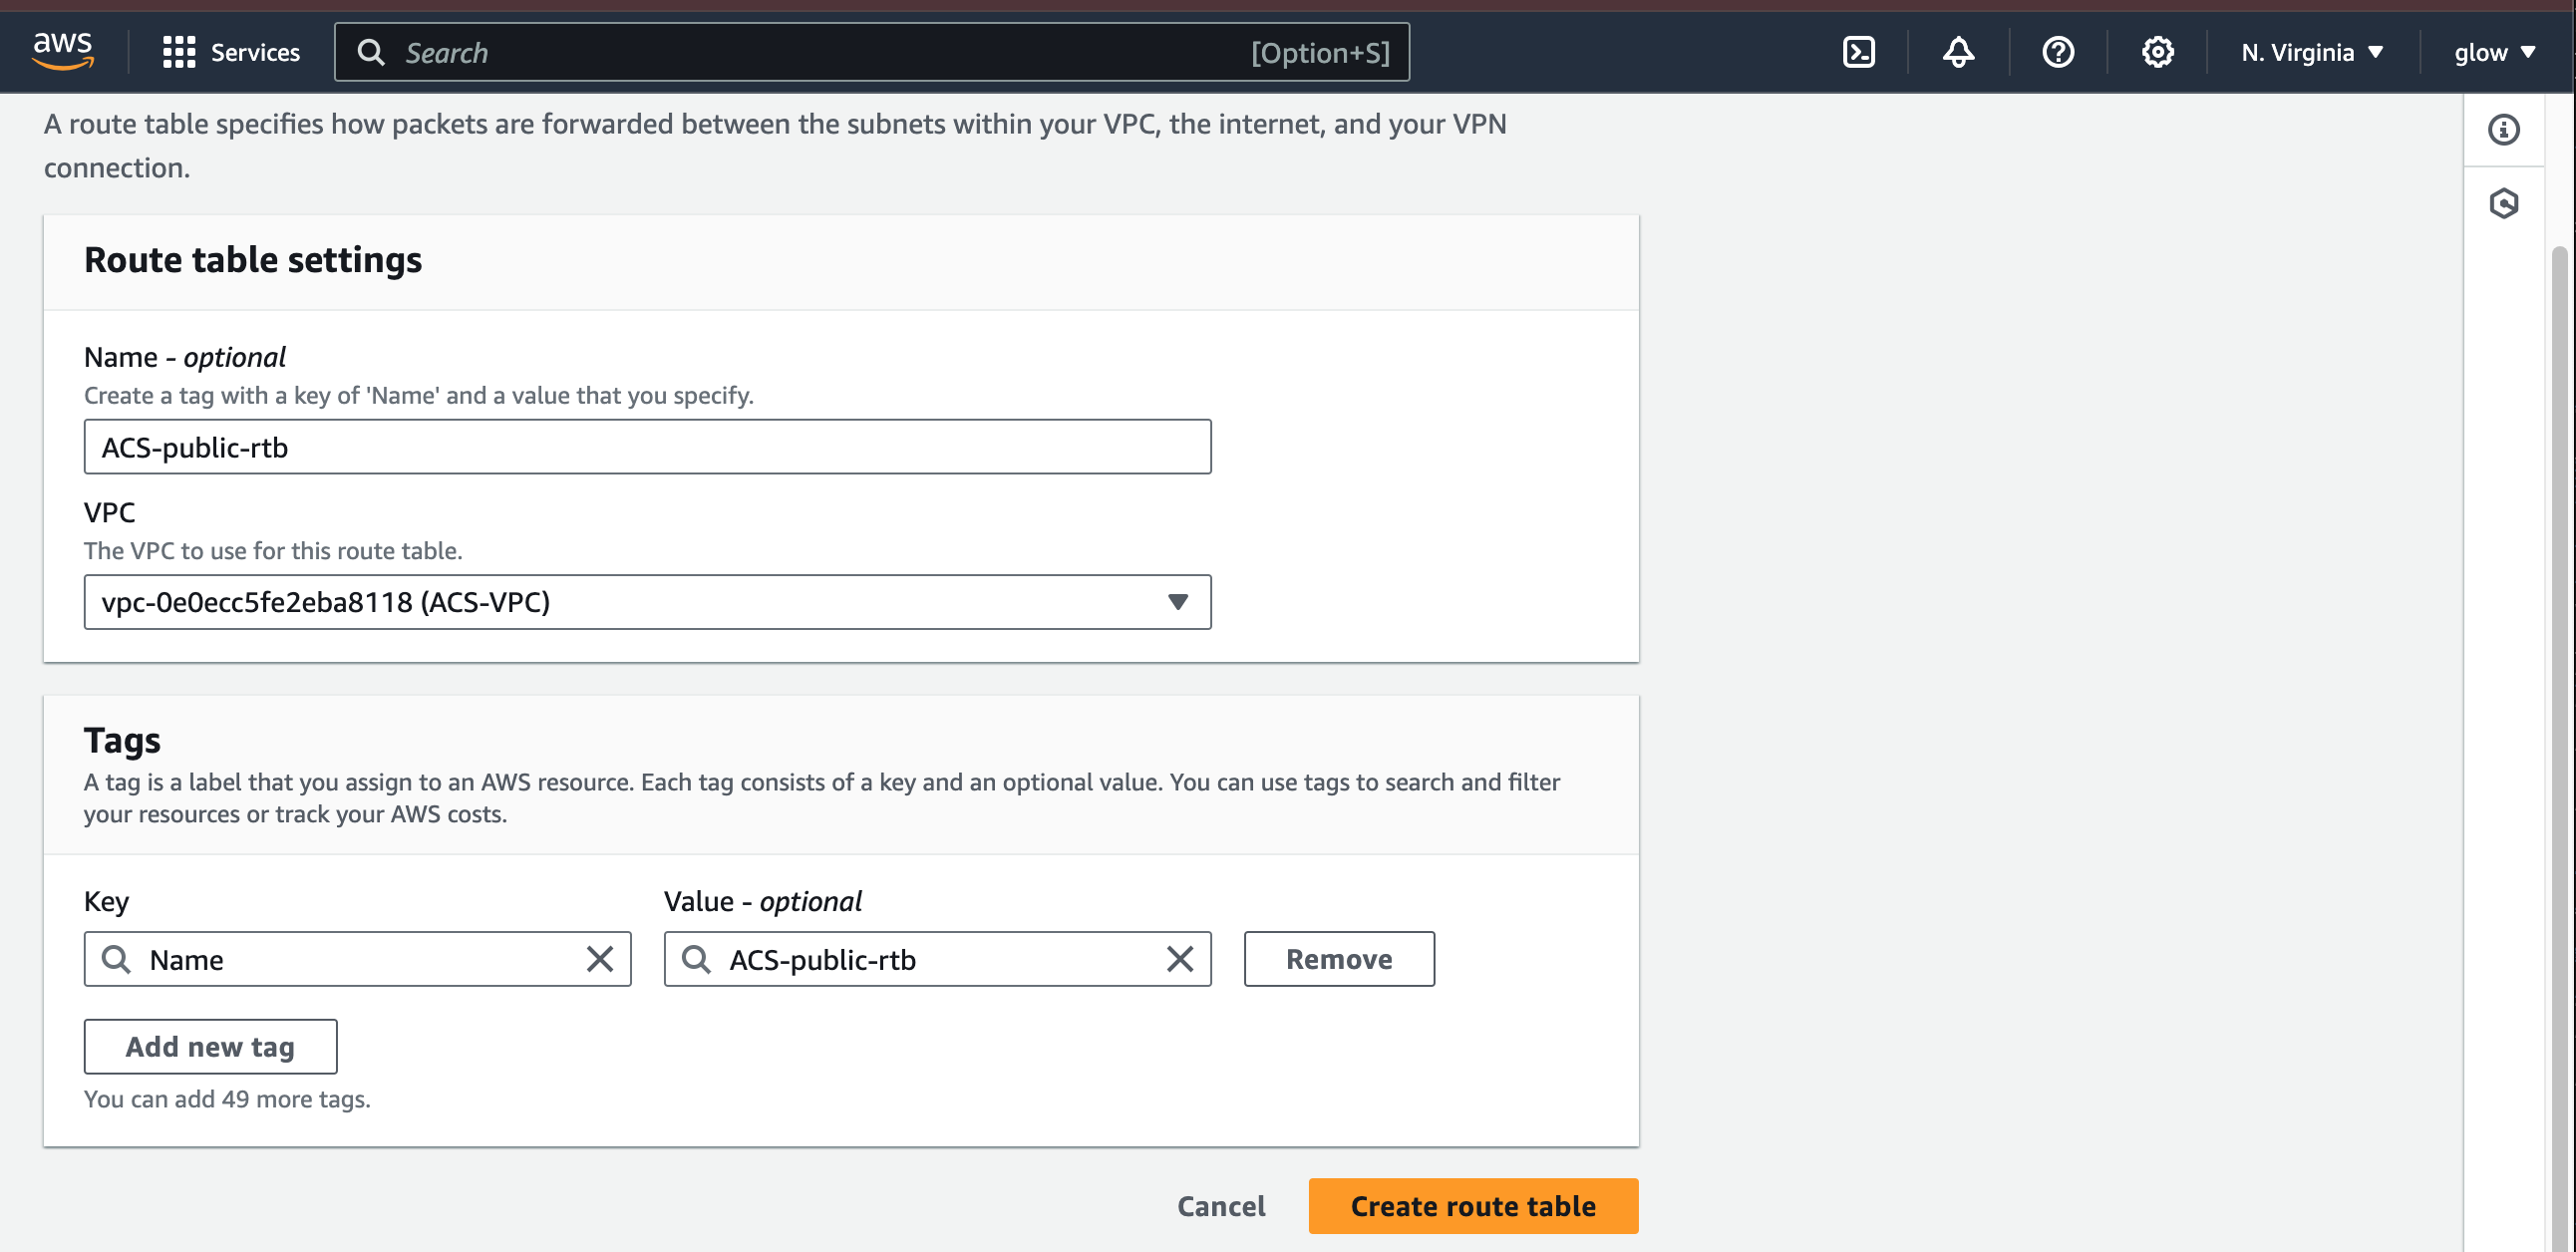 aws
Services
Search
[Option+S]
N. Virginia
glow
A route table specifies how packets are forwarded between the subnets within your VPC, the internet, and your VPN
connection.
Route table settings
Name - optional
Create a tag with a key of 'Name' and a value that you specify.
ACS-public-rtb
VPC
The VPC to use for this route table.
vpc-0e0ecc5fe2eba8118 (ACS-VPC)
Tags
A tag is a label that you assign to an AWS resource. Each tag consists of a key and an optional value. You can use tags to search and filter
your resources or track your AWS costs.
Key
Value - optional
Name
ACS-public-rtb
Remove
Add new tag
You can add 49 more tags.
Cancel
Create route table